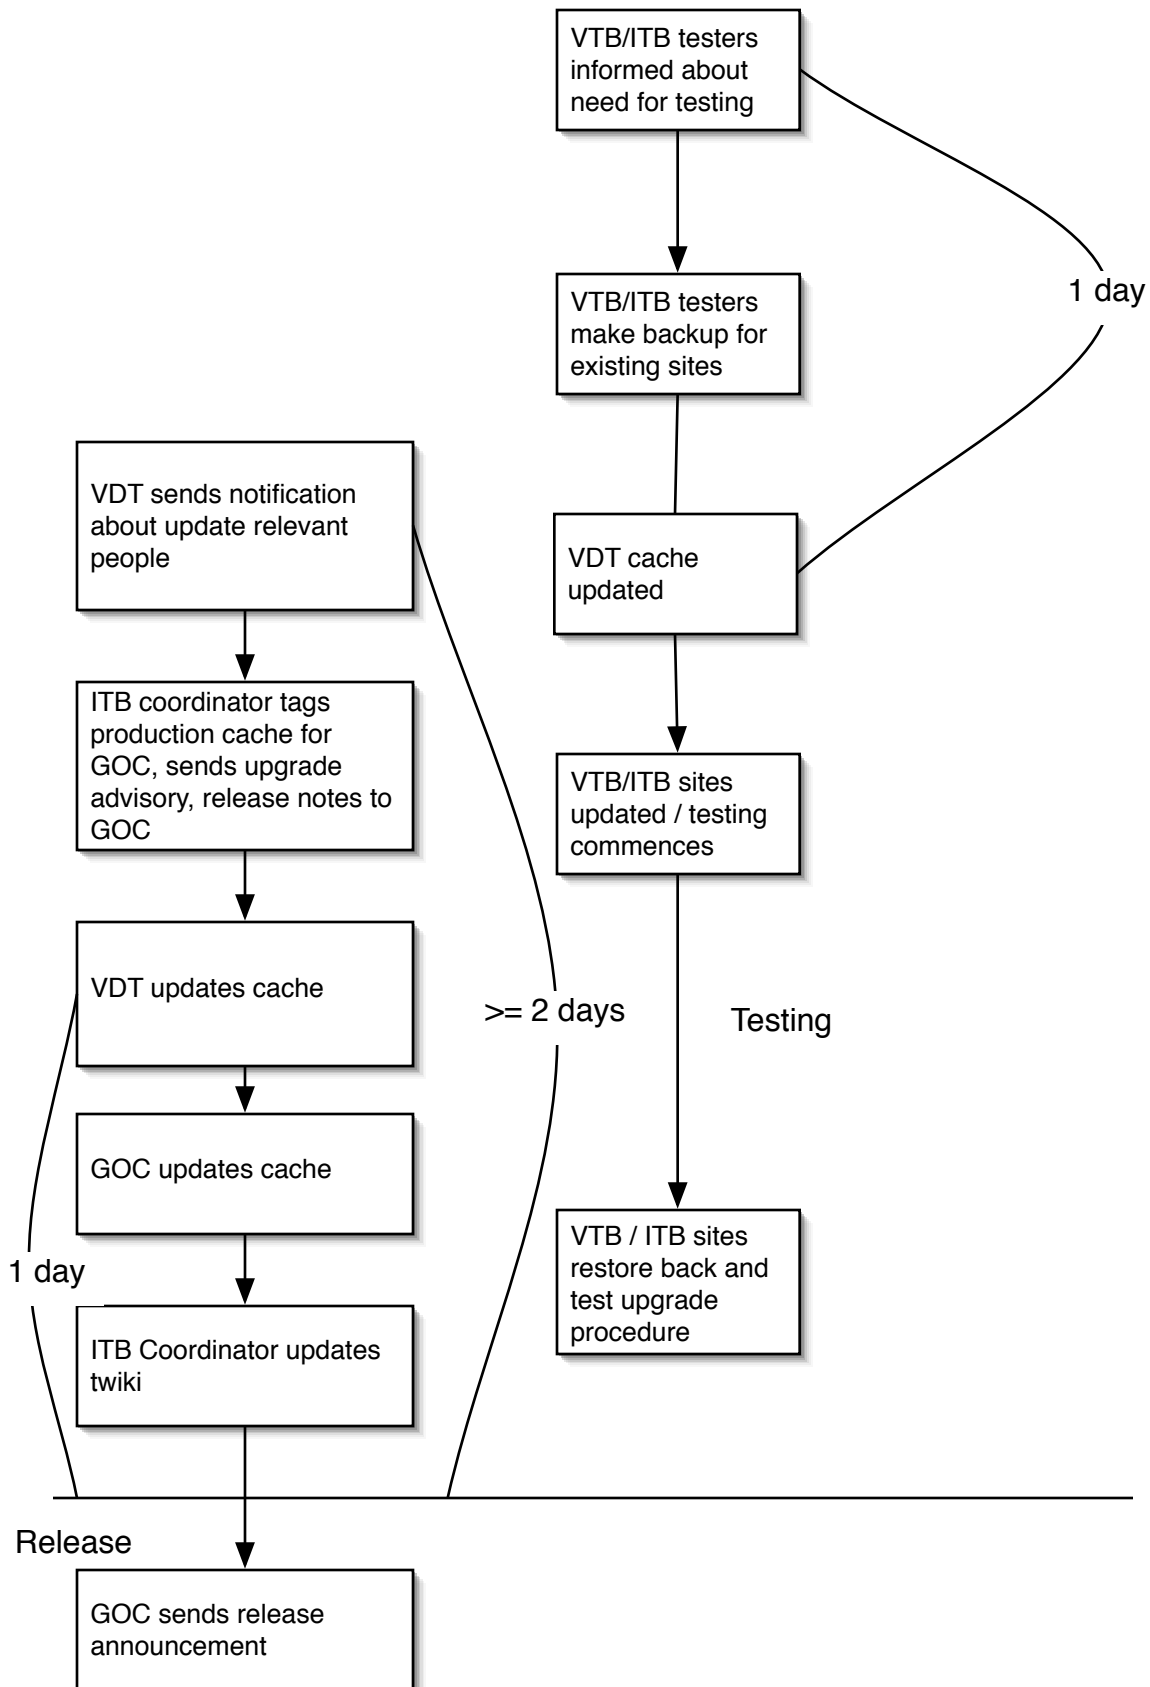 VTB/ITB testers
informed about
need for testing
1 day
VTB/ITB testers
make backup for
existing sites
VDT sends notification
about update relevant
people
VDT cache
updated
ITB coordinator tags
production cache for
GOC, sends upgrade
advisory, release notes to
GOC
VTB/ITB sites
updated / testing
commences
VDT updates cache
>= 2 days
Testing
GOC updates cache
1 day
VTB / ITB sites
restore back and
test upgrade
procedure
ITB Coordinator updates
twiki
Release
GOC sends release
announcement